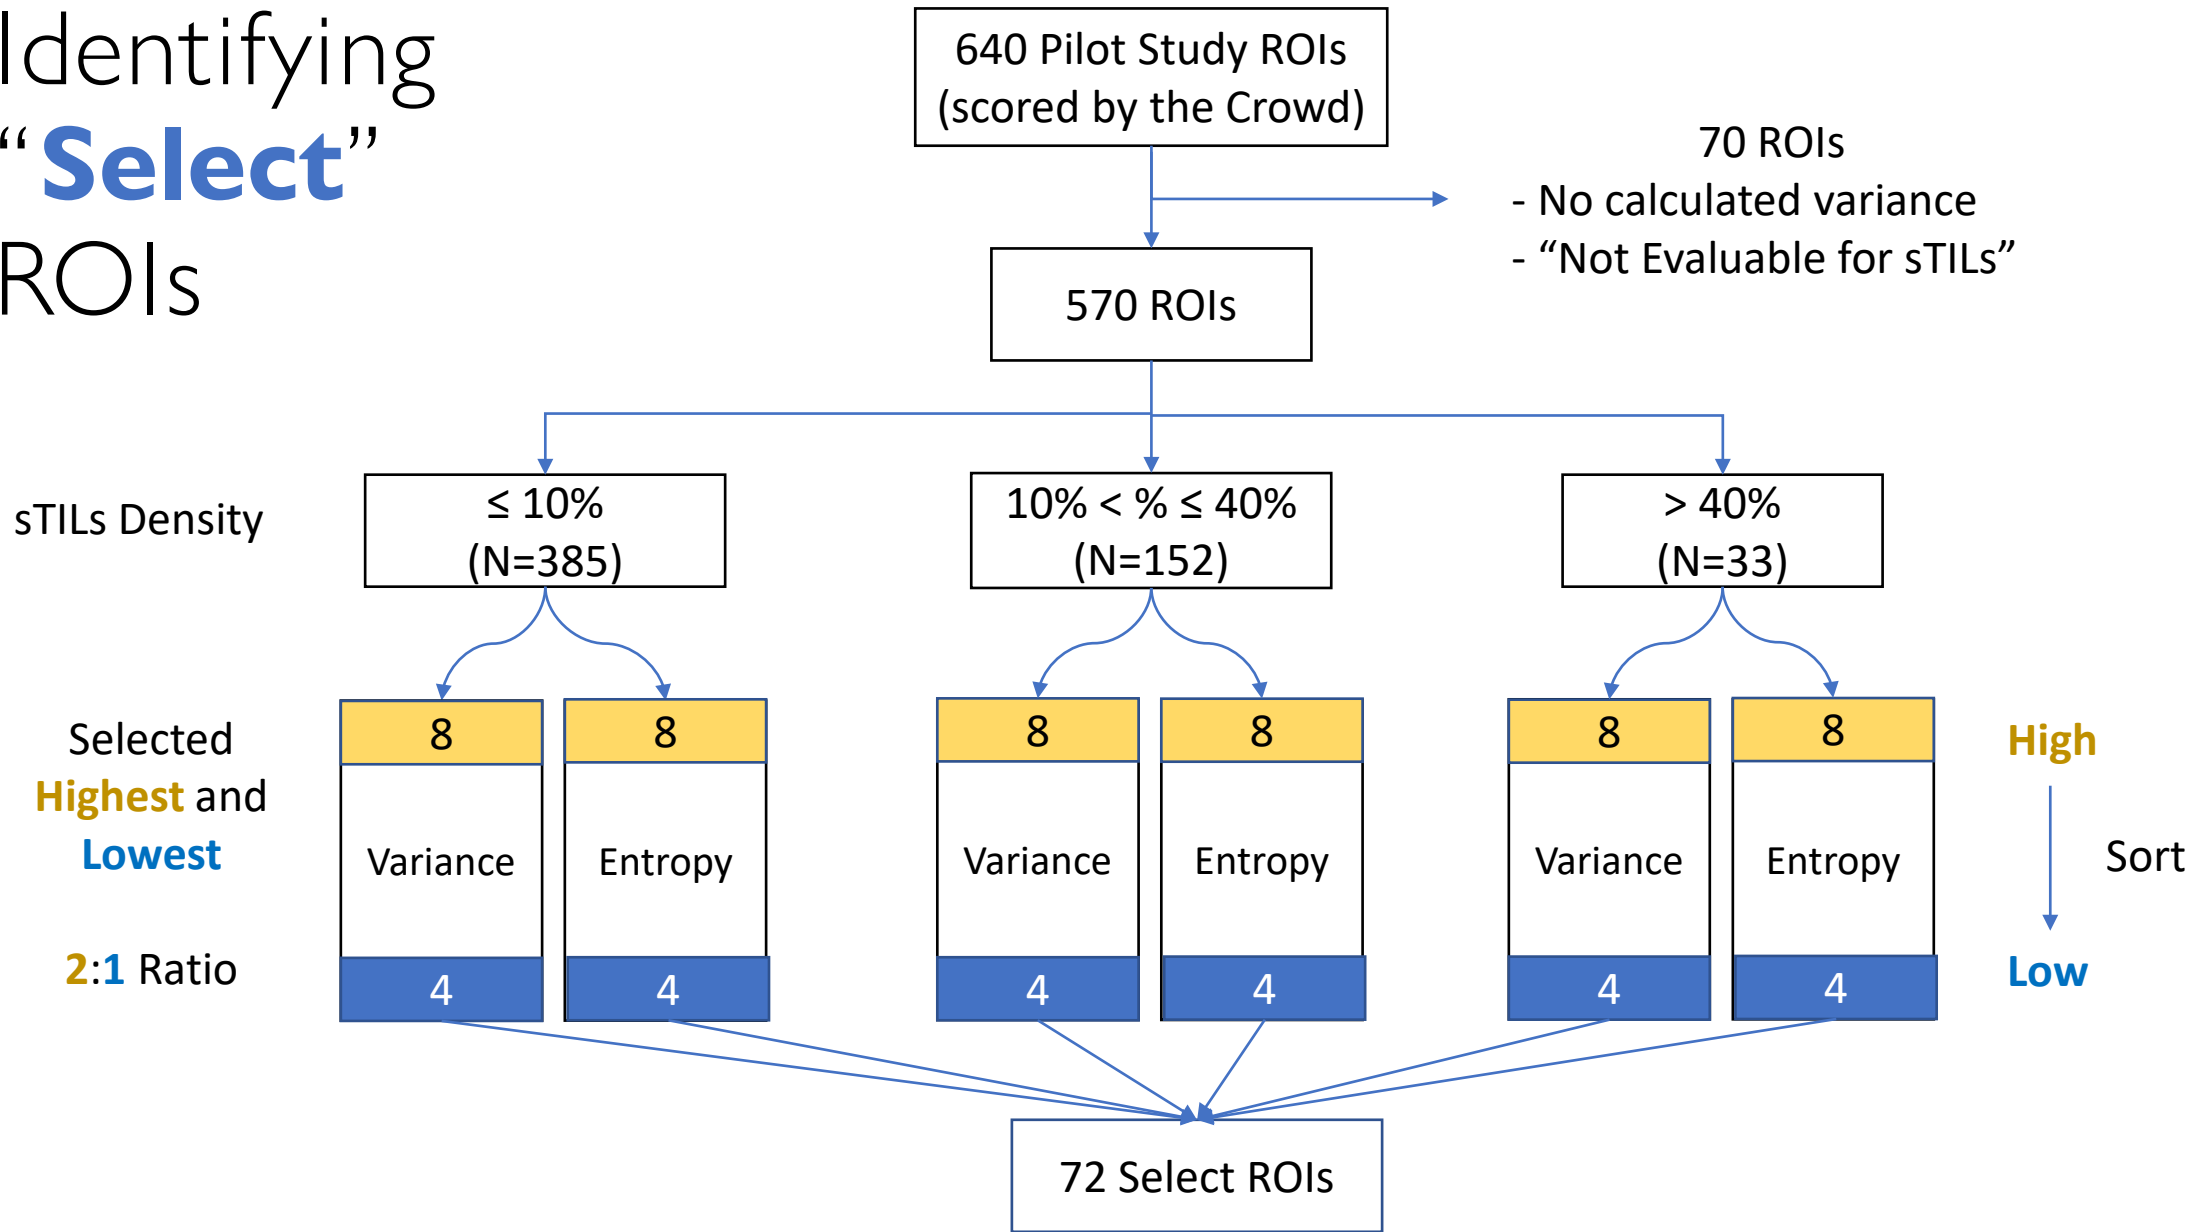 Identifying
“Select”
ROIs
640 Pilot Study ROIs
(scored by the Crowd)
70 ROIs
- No calculated variance
- “Not Evaluable for sTILs”
570 ROIs
sTILs Density
≤ 10%
(N=385)
10% < % ≤ 40%
(N=152)
> 40%
(N=33)
Selected
Highest and
Lowest
2:1 Ratio
8
Variance
4
8
Entropy
4
8
Variance
4
8
Entropy
4
8
Variance
4
8
Entropy
4
High
Sort
Low
72 Select ROIs